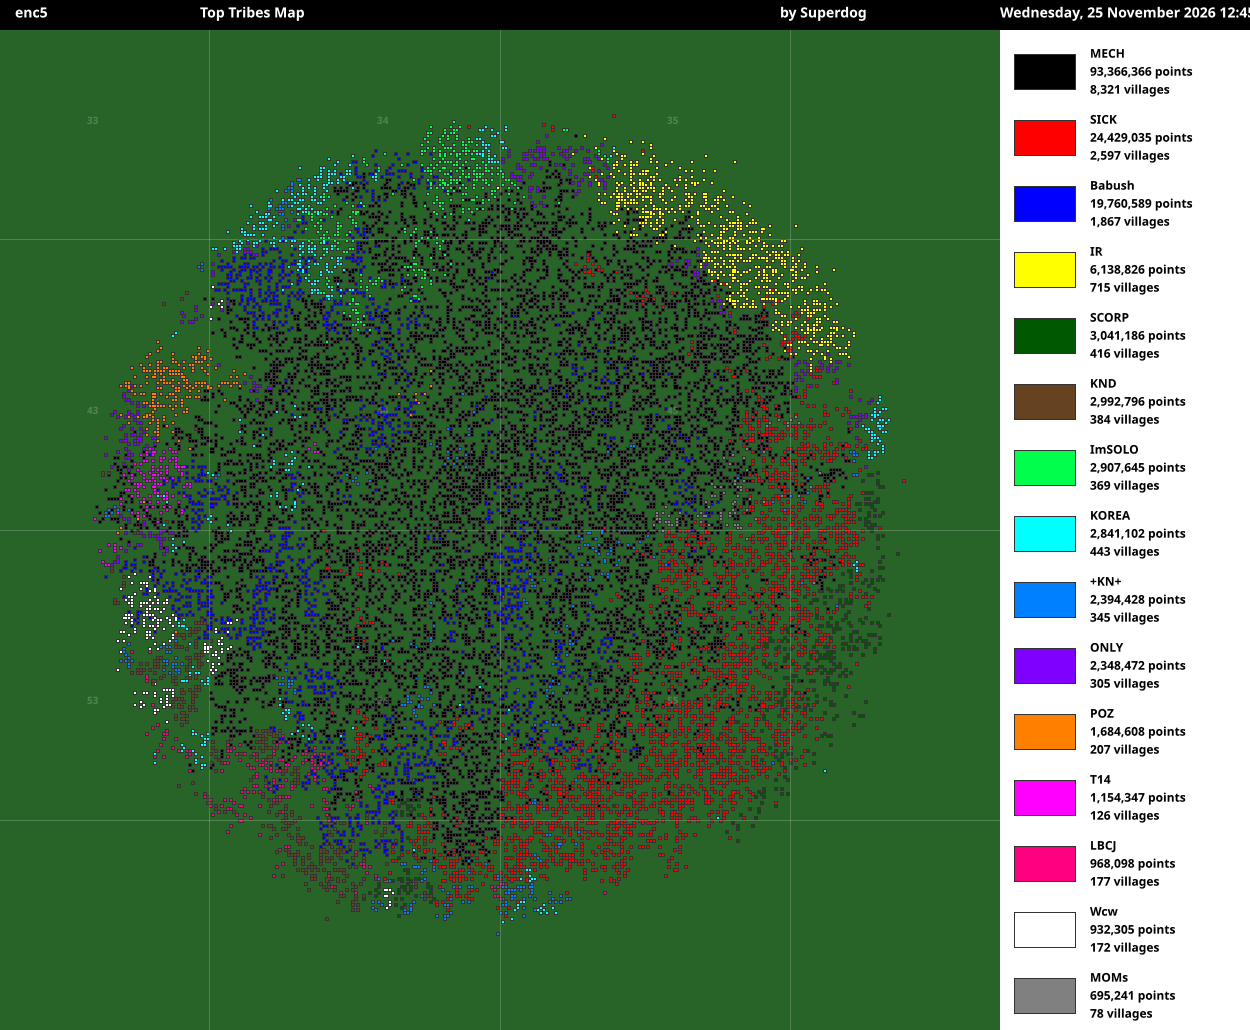 enc5 Top Tribes Map by Superdog Wednesday, 25 November 2026 12:45
33 34 35
43
53
MECH
93,366,366 points
8,321 villages
SICK
24,429,035 points
2,597 villages
Babush
19,760,589 points
1,867 villages
IR
6,138,826 points
715 villages
SCORP
3,041,186 points
416 villages
KND
2,992,796 points
384 villages
ImSOLO
2,907,645 points
369 villages
KOREA
2,841,102 points
443 villages
+KN+
2,394,428 points
345 villages
ONLY
2,348,472 points
305 villages
POZ
1,684,608 points
207 villages
T14
1,154,347 points
126 villages
LBCJ
968,098 points
177 villages
Wcw
932,305 points
172 villages
MOMs
695,241 points
78 villages